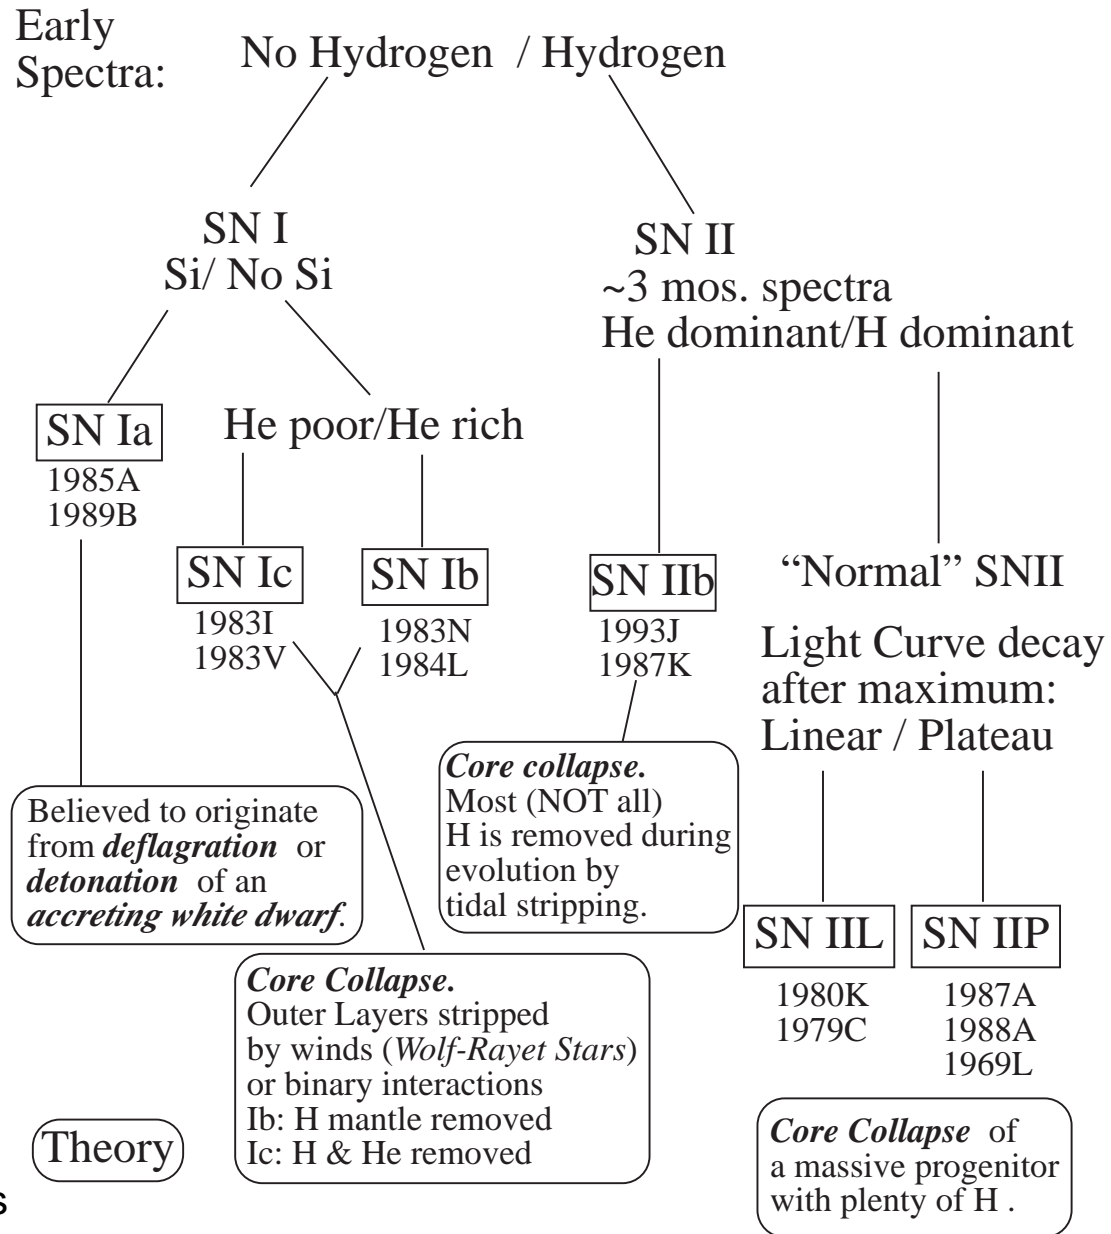 Early
Spectra:
No Hydrogen / Hydrogen
SN I
Si/ No Si
SN II
~3 mos. spectra
He dominant/H dominant
SN Ia
1985A
1989B
He poor/He rich
SN Ic
1983I
1983V
SN Ib
1983N
1984L
SN IIb
1993J
1987K
“Normal” SNII
Light Curve decay
after maximum:
Linear / Plateau
Believed to originate
from deflagration or
detonation of an
accreting white dwarf.
Core collapse.
Most (NOT all)
H is removed during
evolution by
tidal stripping.
Core Collapse.
Outer Layers stripped
by winds (Wolf-Rayet Stars)
or binary interactions
Ib: H mantle removed
Ic: H & He removed
SN IIL
1980K
1979C
SN IIP
1987A
1988A
1969L
Core Collapse of
a massive progenitor
with plenty of H .
Theory
s